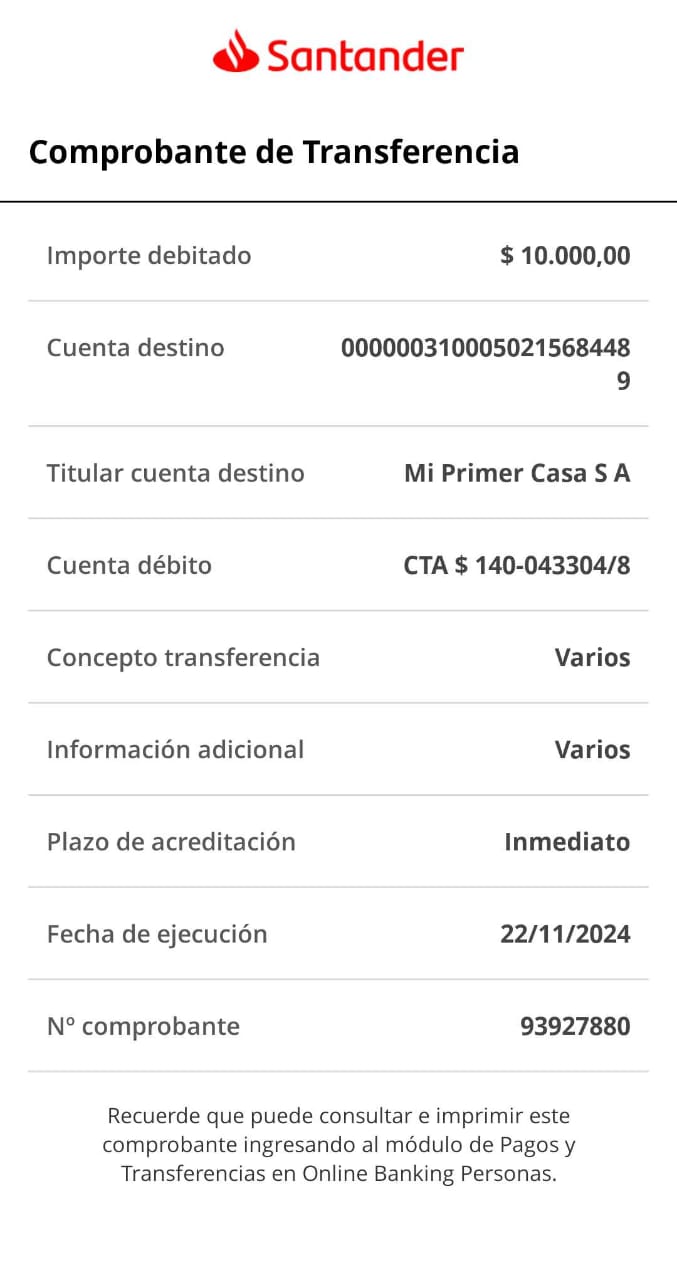 Santander
Comprobante de Transferencia
Importe debitado $ 10.000,00
Cuenta destino 000000310005021568448
9
Titular cuenta destino Mi Primer Casa S A
Cuenta débito CTA $ 140-043304/8
Concepto transferencia Varios
Información adicional Varios
Plazo de acreditación Inmediato
Fecha de ejecución 22/11/2024
Nº comprobante 93927880
Recuerde que puede consultar e imprimir este
comprobante ingresando al módulo de Pagos y
Transferencias en Online Banking Personas.